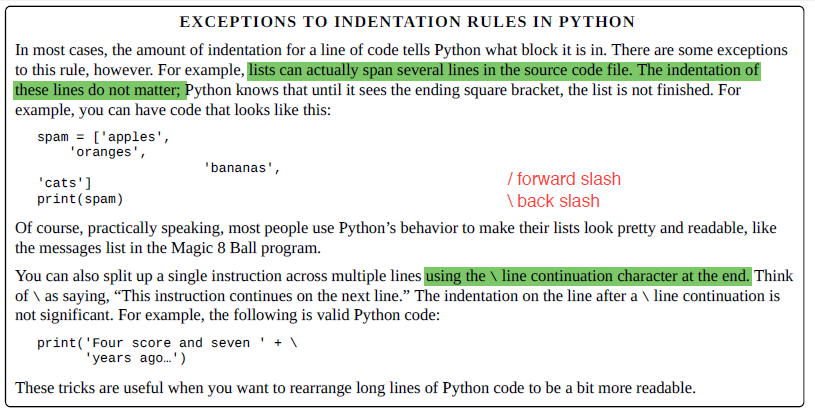 EXCEPTIONS TO INDENTATION RULES IN PYTHON
In most cases, the amount of indentation for a line of code tells Python what block it is in. There are some exceptions
to this rule, however. For example, lists can actually span several lines in the source code file. The indentation of
these lines do not matter; Python knows that until it sees the ending square bracket, the list is not finished. For
example, you can have code that looks like this:
spam = ['apples',
    'oranges',
                    'bananas',
'cats']
print(spam)
/ forward slash
\ back slash
Of course, practically speaking, most people use Python’s behavior to make their lists look pretty and readable, like
the messages list in the Magic 8 Ball program.
You can also split up a single instruction across multiple lines using the \ line continuation character at the end. Think
of \ as saying, “This instruction continues on the next line.” The indentation on the line after a \ line continuation is
not significant. For example, the following is valid Python code:
print('Four score and seven ' + \
      'years ago…')
These tricks are useful when you want to rearrange long lines of Python code to be a bit more readable.